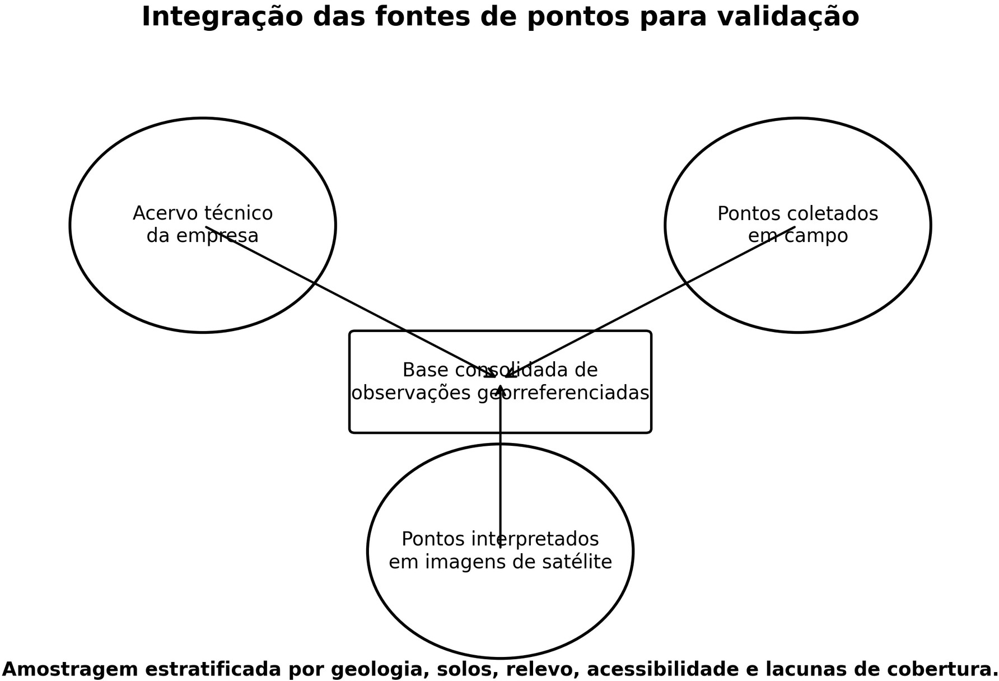 Integração das fontes de pontos para validação
Acervo técnico
da empresa
Pontos coletados
em campo
Base consolidada de
observações georreferenciadas
Pontos interpretados
em imagens de satélite
Amostragem estratificada por geologia, solos, relevo, acessibilidade e lacunas de cobertura.